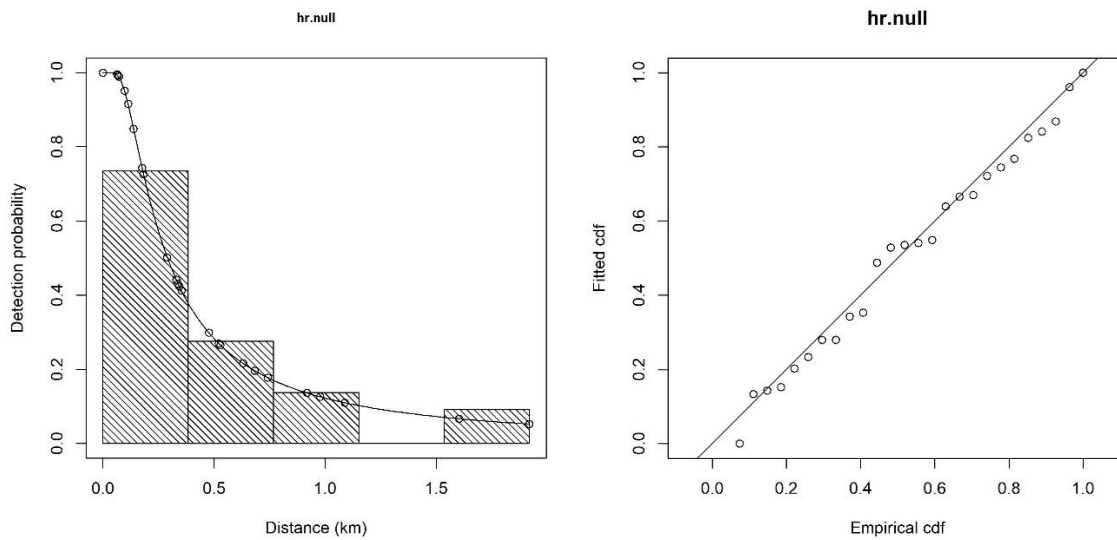 hr.null
Detection probability
1.0
0.8
0.6
0.4
0.2
0.0
0.0 0.5 1.0 1.5
Distance (km)
hr.null
Fitted cdf
1.0
0.8
0.6
0.4
0.2
0.0
0.0 0.2 0.4 0.6 0.8 1.0
Empirical cdf